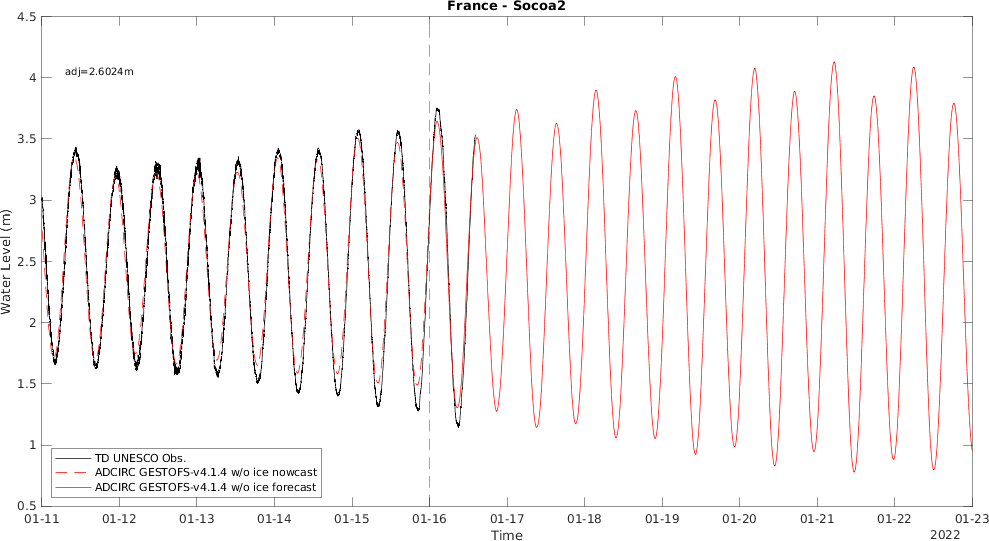 France - Socoa2
4.5
4
3.5
3
2.5
2
1.5
1
0.5
Water Level (m)
adj=2.6024m
TD UNESCO Obs.
ADCIRC GESTOFS-v4.1.4 w/o ice nowcast
ADCIRC GESTOFS-v4.1.4 w/o ice forecast
01-11 01-12 01-13 01-14 01-15 01-16 01-17 01-18 01-19 01-20 01-21 01-22 01-23
Time
2022